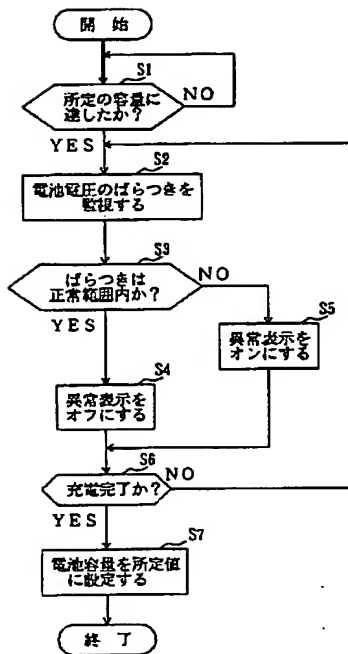 開 始
S1
所定の容量に
達したか?
NO
YES
S2
電池電圧のばらつきを
監視する
S3
ばらつきは
正常範囲内か?
NO
YES
S5
異常表示を
オンにする
S4
異常表示を
オフにする
S6
充電完了か?
NO
YES
S7
電池容量を所定値
に設定する
終 了